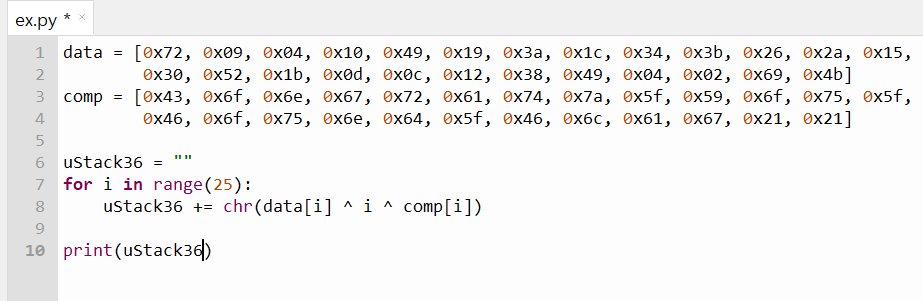 ex.py * ×
1 data = [0x72, 0x09, 0x04, 0x10, 0x49, 0x19, 0x3a, 0x1c, 0x34, 0x3b, 0x26, 0x2a, 0x15,
2         0x30, 0x52, 0x1b, 0x0d, 0x0c, 0x12, 0x38, 0x49, 0x04, 0x02, 0x69, 0x4b]
3 comp = [0x43, 0x6f, 0x6e, 0x67, 0x72, 0x61, 0x74, 0x7a, 0x5f, 0x59, 0x6f, 0x75, 0x5f,
4         0x46, 0x6f, 0x75, 0x6e, 0x64, 0x5f, 0x46, 0x6c, 0x61, 0x67, 0x21, 0x21]
5
6 uStack36 = ""
7 for i in range(25):
8     uStack36 += chr(data[i] ^ i ^ comp[i])
9
10 print(uStack36)